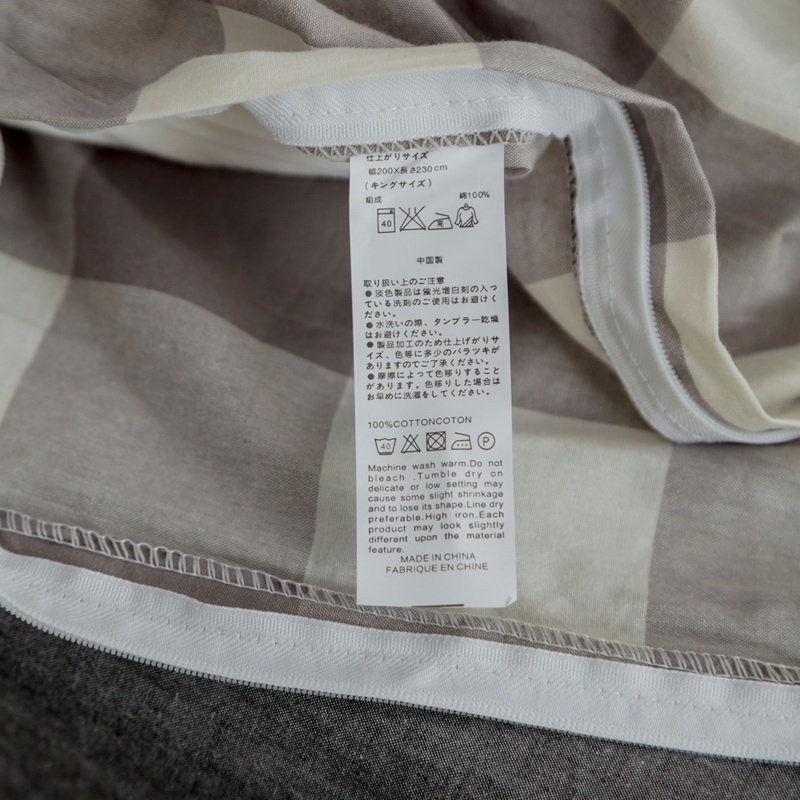 仕上がりサイズ
幅200X長さ230cm
(キングサイズ)
組成 綿100%
40
中国製
取り扱い上のご注意
●淡色製品は蛍光増白剤の入っ
ている洗剤のご使用はお避けく
ださい。
●水洗いの際、タンブラー乾燥
はお避けください。
●製品加工のため仕上げがりサ
イズ、色等に多少のバラツキが
ありますのでご了承ください。
●摩擦によって色移りすること
があります。色移りした場合は
お早めに洗濯をしてください。
100%COTTONCOTON
40 P
Machine wash warm.Do not
bleach .Tumble dry on
delicate or low setting may
cause some slight shrinkage
and to lose its shape.Line dry
preferable.High iron.Each
product may look slightly
different upon the material
feature.
MADE IN CHINA
FABRIQUE EN CHINE